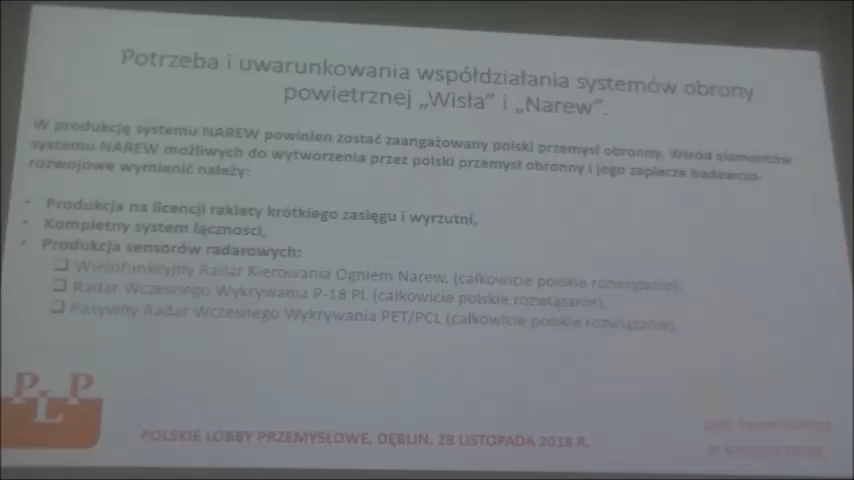 Potrzeba i uwarunkowania współdziałania systemów obrony
powietrznej „Wisła” i „Narew”.
W produkcję systemu NAREW powinien zostać zaangażowany polski przemysł obronny. Wśród elementów
systemu NAREW możliwych do wytworzenia przez polski przemysł obronny i jego zaplecze badawczo-
rozwojowe wymienić należy:
• Produkcja na licencji rakiety krótkiego zasięgu i wyrzutni,
• Kompletny system łączności,
• Produkcja sensorów radarowych:
❑ Wielofunkcyjny Radar Kierowania Ogniem Narew, (całkowicie polskie rozwiązanie),
❑ Radar Wczesnego Wykrywania P-18 PL (całkowicie polskie rozwiązanie),
❑ Pasywny Radar Wczesnego Wykrywania PET/PCL (całkowicie polskie rozwiązanie),
PLP
POLSKIE LOBBY PRZEMYSŁOWE, DĘBLIN, 28 LISTOPADA 2018 R.